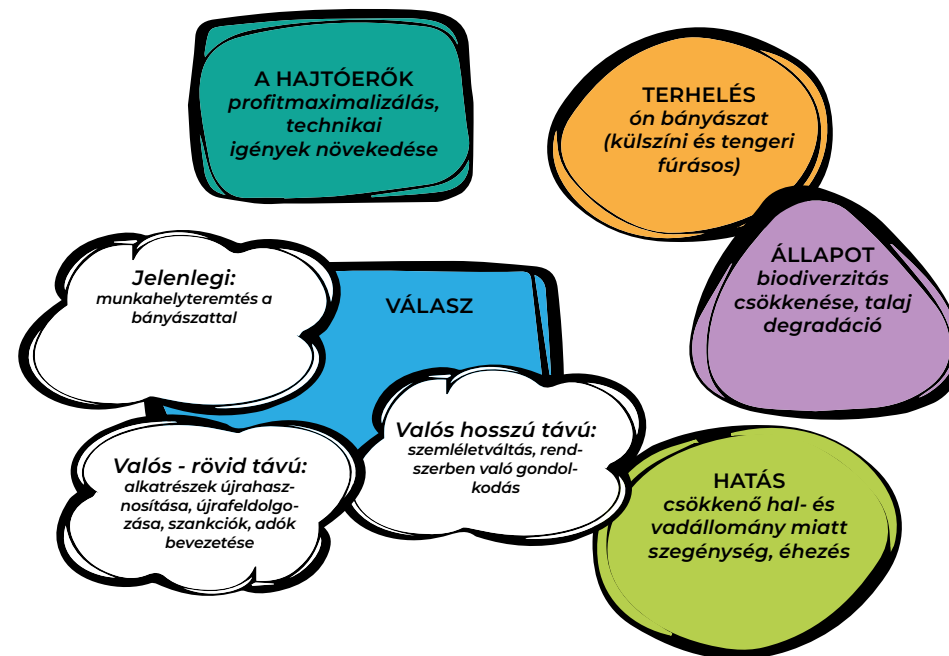 A HAJTÓERŐK
profitmaximalizálás,
technikai
igények növekedése
TERHELÉS
ón bányászat
(külszíni és tengeri
fúrásos)
ÁLLAPOT
biodiverzitás
csökkenése, talaj
degradáció
HATÁS
csökkenő hal- és
vadállomány miatt
szegénység, éhezés
VÁLASZ
Jelenlegi:
munkahelyteremtés a
bányászattal
Valós - rövid távú:
alkatrészek újrahasz-
nosítása, újrafeldolgo-
zása, szankciók, adók
bevezetése
Valós hosszú távú:
szemléletváltás, rend-
szerben való gondol-
kodás